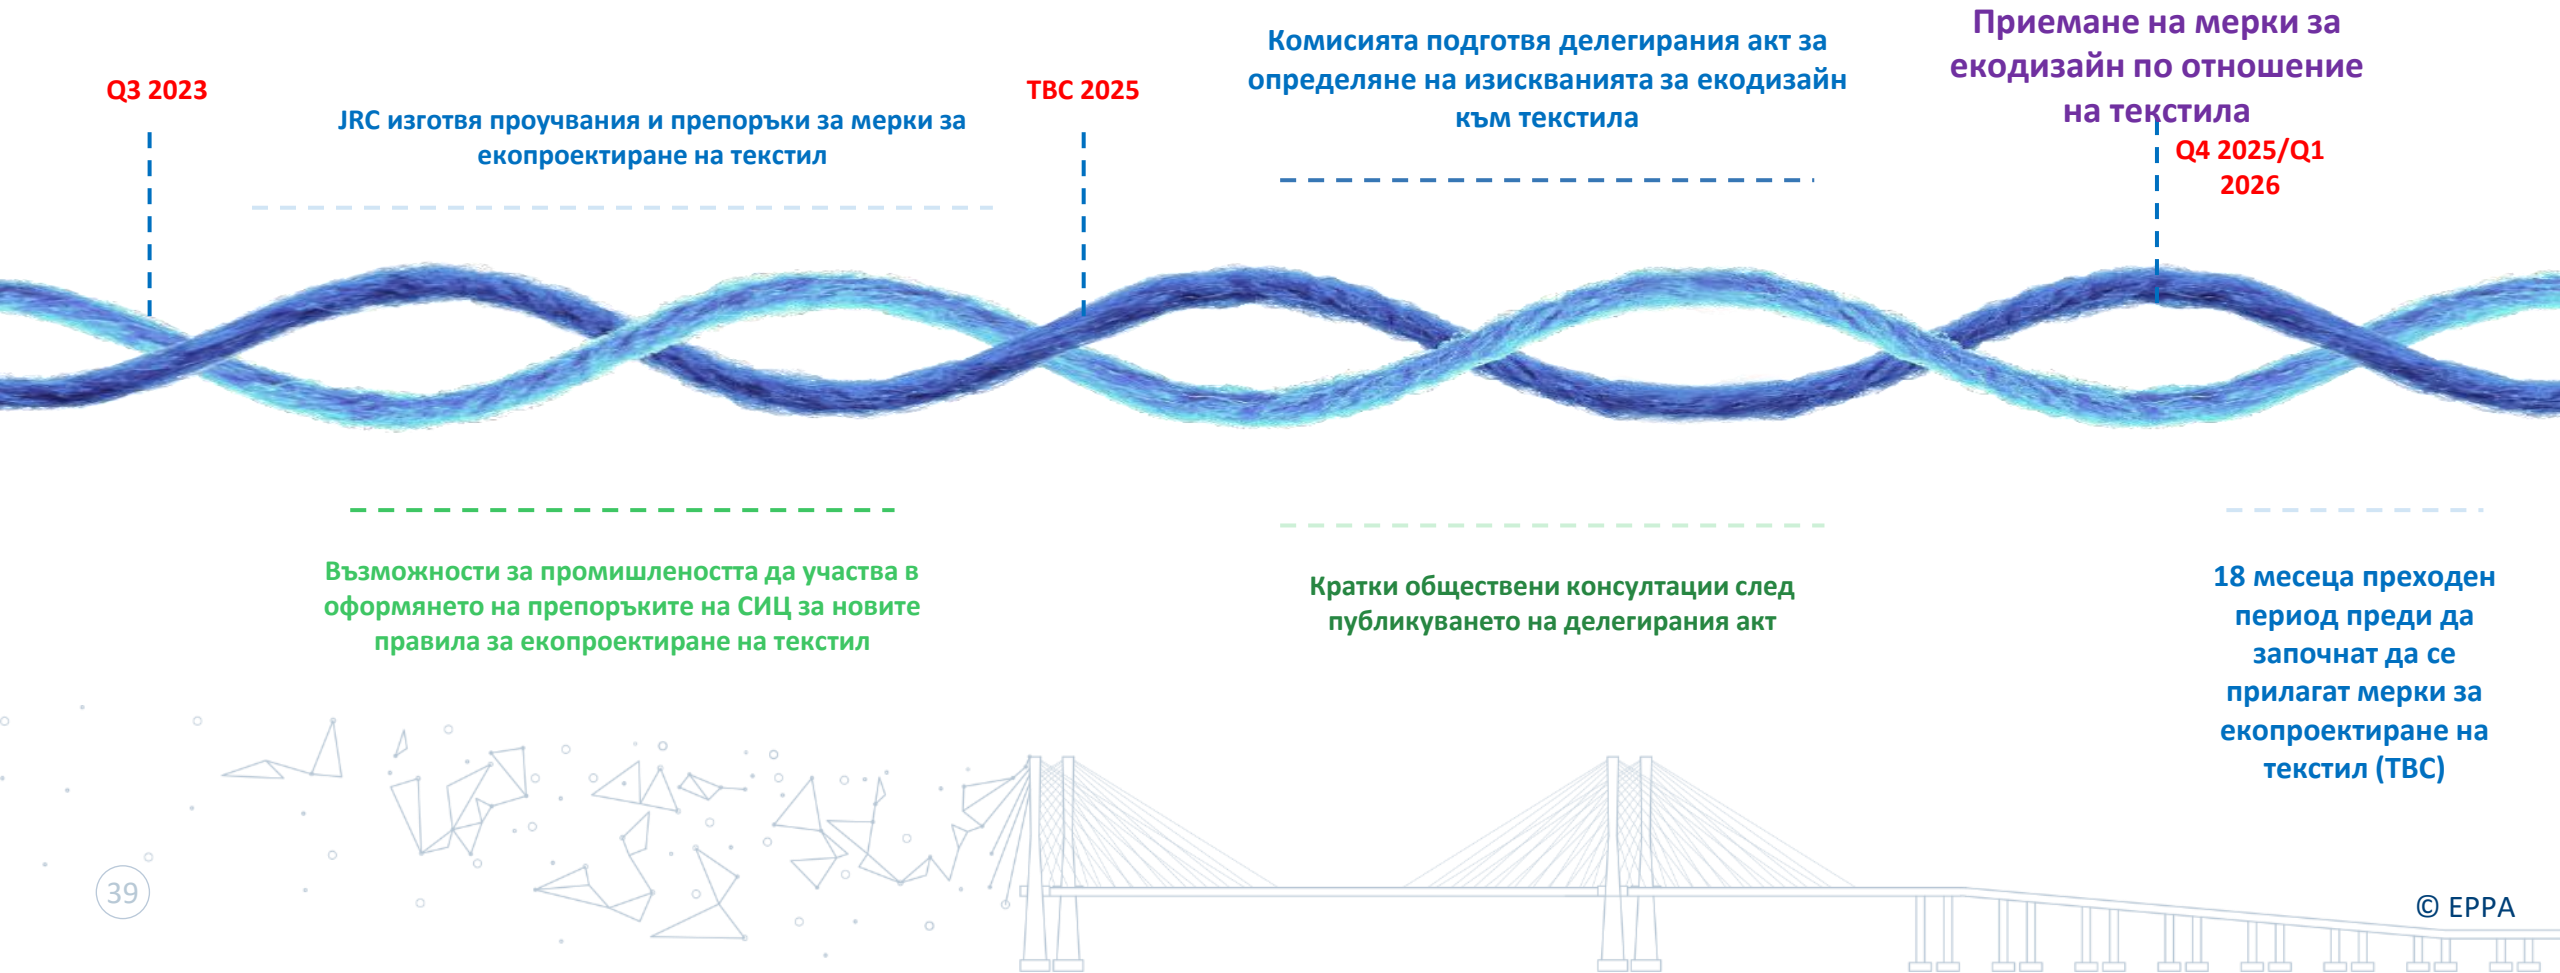 Q3 2023
JRC изготвя проучвания и препоръки за мерки за
екопроектиране на текстил
TBC 2025
Комисията подготвя делегирания акт за
определяне на изискванията за екодизайн
към текстила
Приемане на мерки за
екодизайн по отношение
на текстила
Q4 2025/Q1
2026
Възможности за промишлеността да участва в
оформянето на препоръките на СИЦ за новите
правила за екопроектиране на текстил
Кратки обществени консултации след
публикуването на делегирания акт
18 месеца преходен
период преди да
започнат да се
прилагат мерки за
екопроектиране на
текстил (TBC)
39
© EPPA